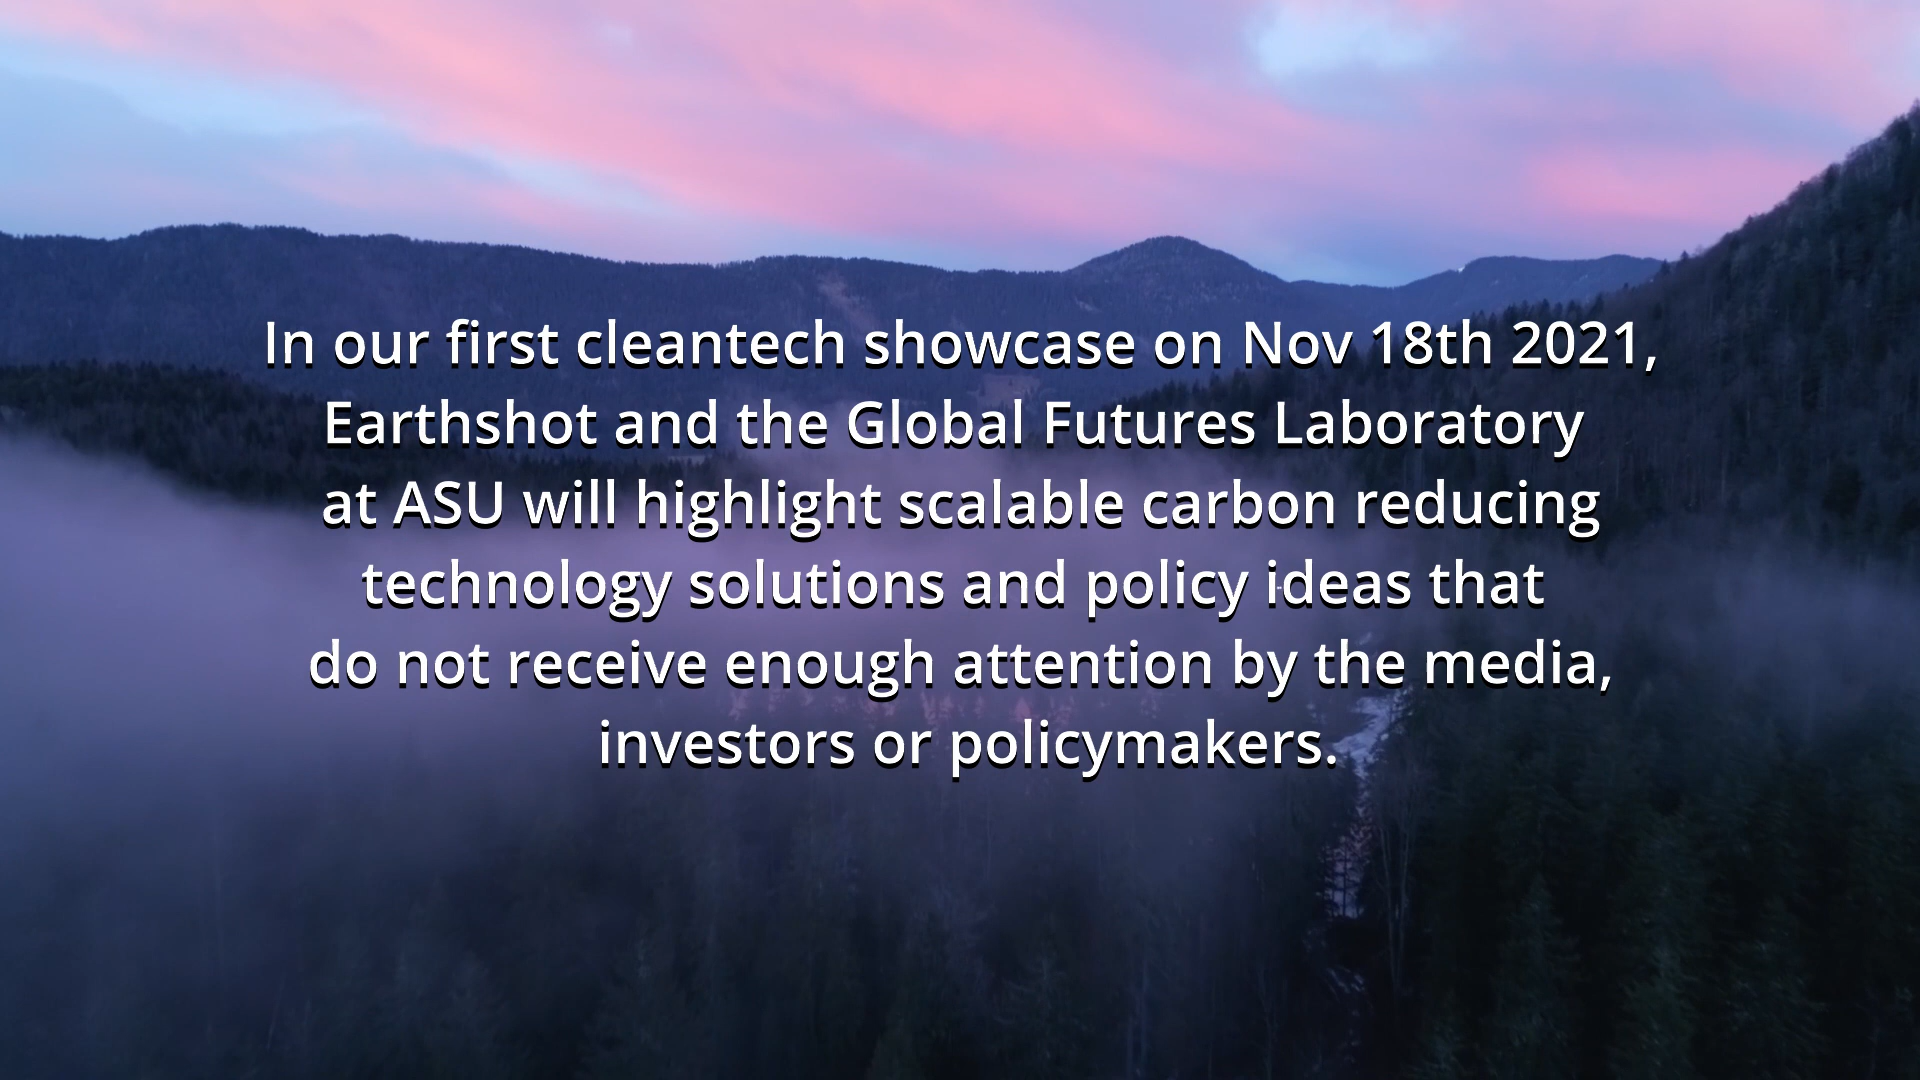 In our first cleantech showcase on Nov 18th 2021,
Earthshot and the Global Futures Laboratory
at ASU will highlight scalable carbon reducing
technology solutions and policy ideas that
do not receive enough attention by the media,
investors or policymakers.